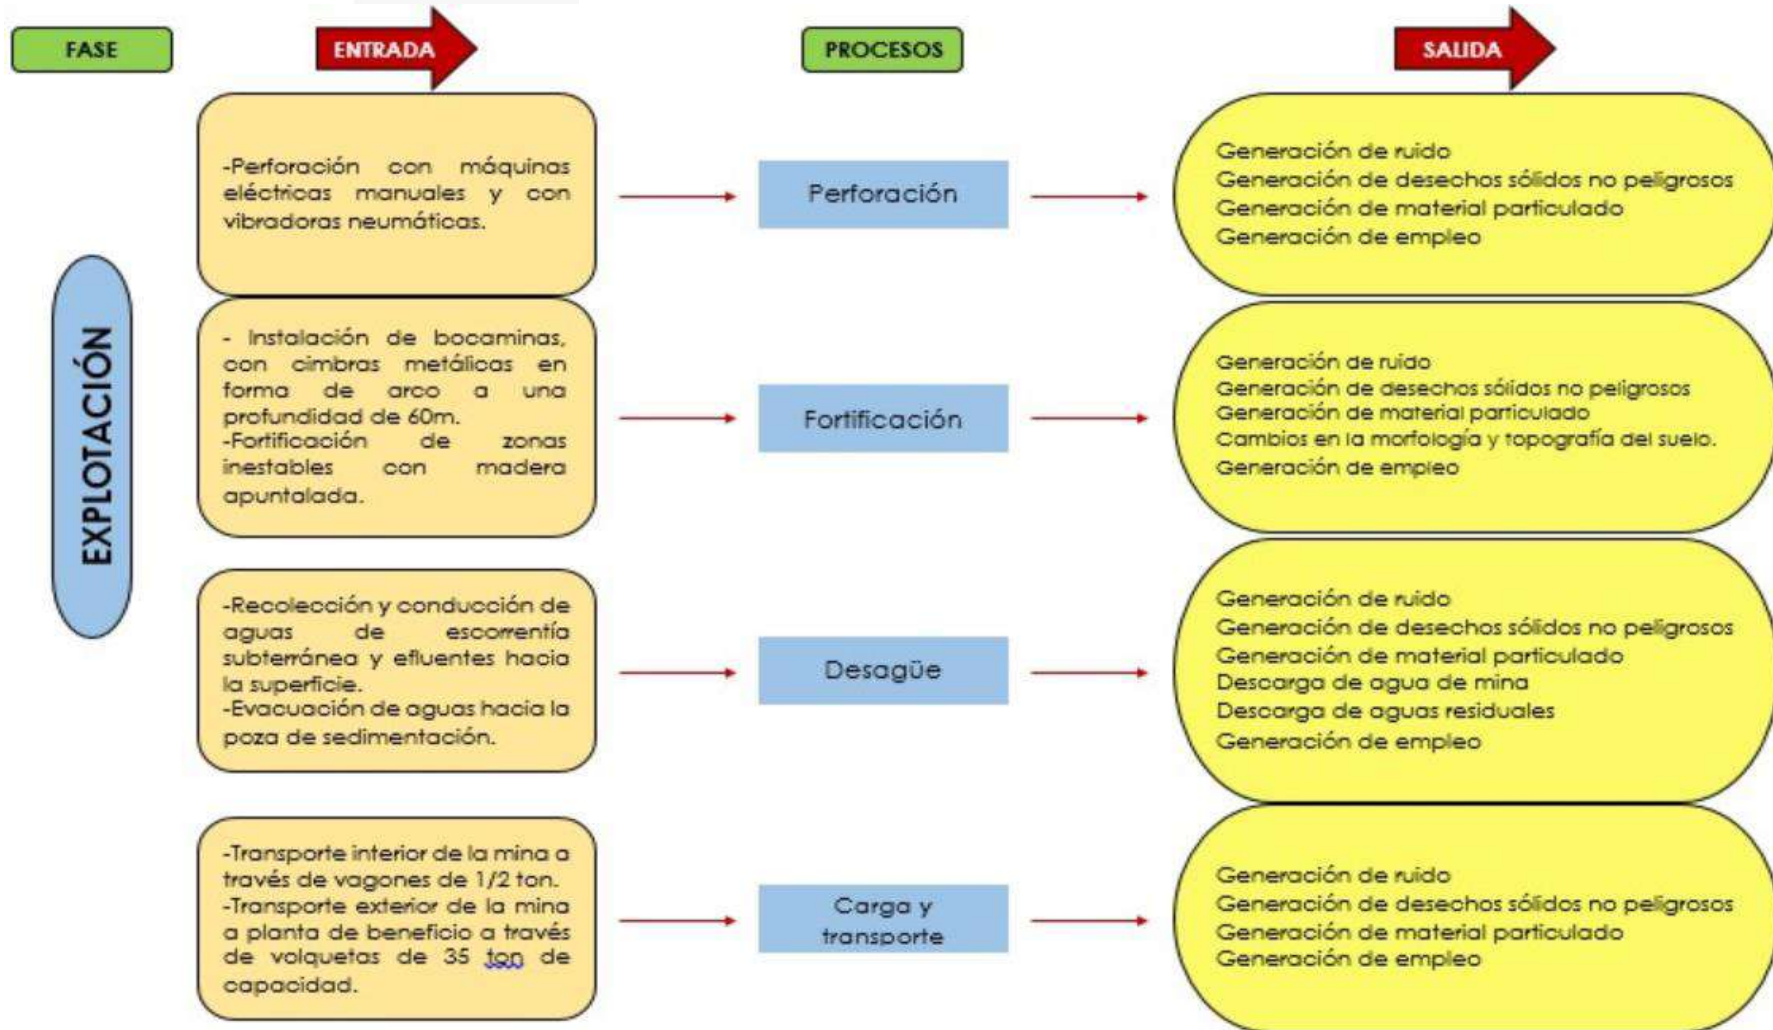 FASE
ENTRADA
PROCESOS
SALIDA
EXPLOTACIÓN
-Perforación con máquinas
eléctricas manuales y con
vibradoras neumáticas.
Perforación
Generación de ruido
Generación de desechos sólidos no peligrosos
Generación de material particulado
Generación de empleo
- Instalación de bocaminas,
con cimbras metálicas en
forma de arco a una
profundidad de 60m.
-Fortificación de zonas
inestables con madera
apuntalada.
Fortificación
Generación de ruido
Generación de desechos sólidos no peligrosos
Generación de material particulado
Cambios en la morfología y topografía del suelo.
Generación de empleo
-Recolección y conducción de
aguas de escorrentía
subterránea y efluentes hacia
la superficie.
-Evacuación de aguas hacia la
poza de sedimentación.
Desagüe
Generación de ruido
Generación de desechos sólidos no peligrosos
Generación de material particulado
Descarga de agua de mina
Descarga de aguas residuales
Generación de empleo
-Transporte interior de la mina a
través de vagones de 1/2 ton.
-Transporte exterior de la mina
a planta de beneficio a través
de volquetas de 35 ton de
capacidad.
Carga y
transporte
Generación de ruido
Generación de desechos sólidos no peligrosos
Generación de material particulado
Generación de empleo